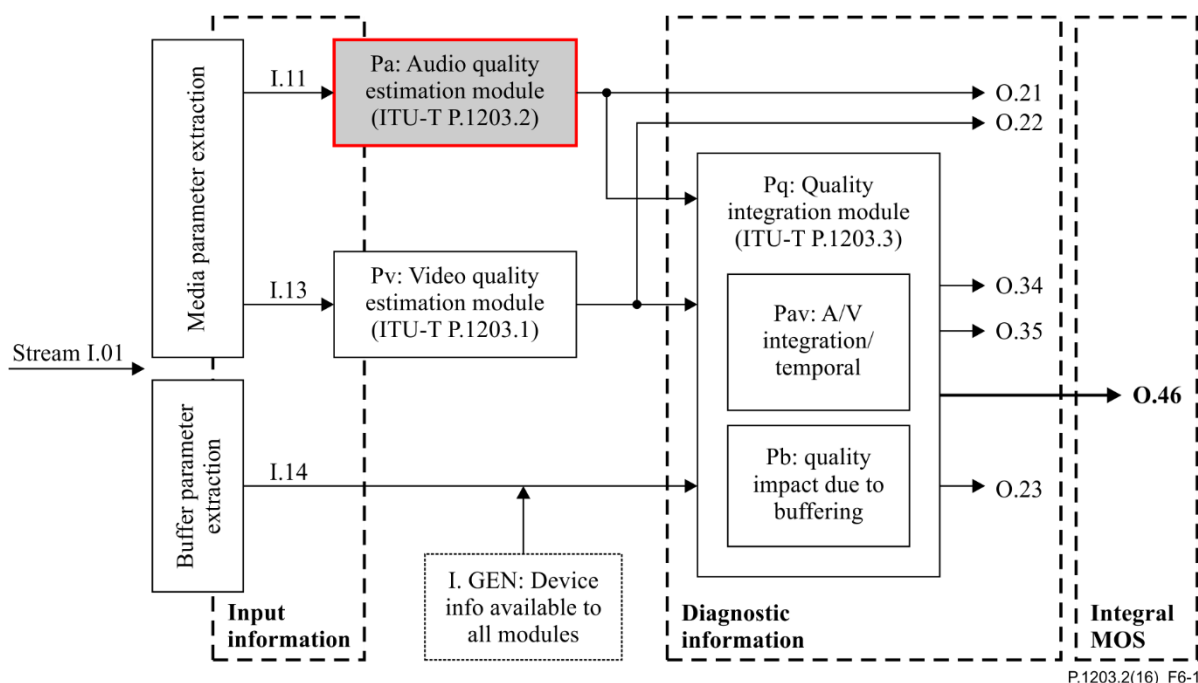 Media parameter extraction
I.11
Pa: Audio quality
estimation module
(ITU-T P.1203.2)
O.21
O.22
Pq: Quality
integration module
(ITU-T P.1203.3)
I.13
Pv: Video quality
estimation module
(ITU-T P.1203.1)
O.34
Pav: A/V
integration/
temporal
O.35
Stream I.01
O.46
Buffer parameter
extraction
I.14
Pb: quality
impact due to
buffering
O.23
I. GEN: Device
info available to
all modules
Input
information
Diagnostic
information
Integral
MOS
P.1203.2(16)_F6-1